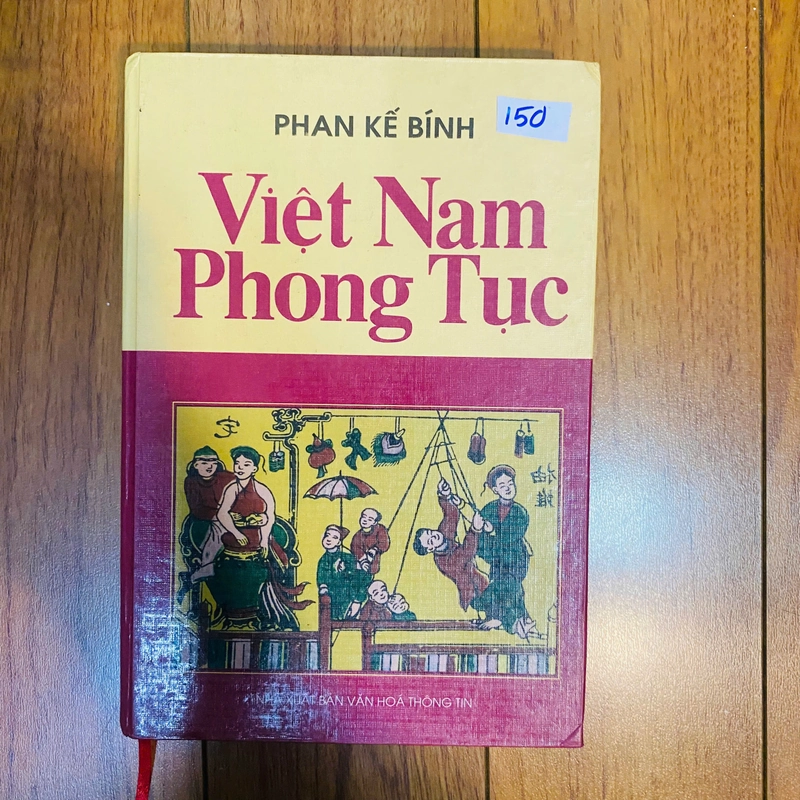 PHAN KẾ BÍNH
150
Việt Nam
Phong Tục
NHÀ XUẤT BẢN VĂN HOÁ THÔNG TIN